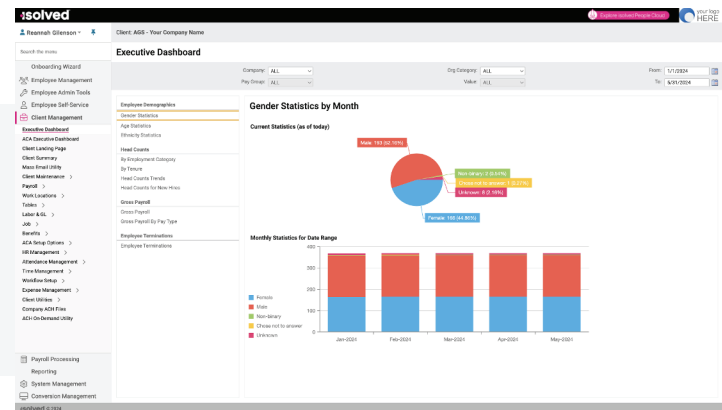 isolved
Explore isolved People Cloud
your logo
HERE
Reannah Gilenson
Client: AGS - Your Company Name
Search the menu
Executive Dashboard
Onboarding Wizard
Employee Management
Employee Admin Tools
Employee Self-Service
Client Management
Executive Dashboard
ACA Executive Dashboard
Client Landing Page
Client Summary
Mass Email Utility
Client Maintenance >
Payroll >
Work Locations >
Tables >
Labor & GL >
Job >
Benefits >
ACA Setup Options >
HR Management >
Attendance Management >
Time Management >
Workflow Setup >
Expense Management >
Client Utilities >
Company ACH Files
ACH On-Demand Utility
Payroll Processing
Reporting
System Management
Conversion Management
Company: ALL
Org Category: ALL
From: 1/1/2024
Pay Group: ALL
Value: ALL
To: 5/31/2024
Employee Demographics
Gender Statistics
Age Statistics
Ethnicity Statistics
Head Counts
By Employment Category
By Tenure
Head Counts Trends
Head Counts for New Hires
Gross Payroll
Gross Payroll
Gross Payroll By Pay Type
Employee Terminations
Employee Terminations
Gender Statistics by Month
Current Statistics (as of today)
Male: 193 (52.16%)
Non-binary: 2 (0.54%)
Chose not to answer: 1 (0.27%)
Unknown: 8 (2.16%)
Female: 166 (44.86%)
Monthly Statistics for Date Range
400
300
200
100
0
Female
Male
Non-binary
Chose not to answer
Unknown
Jan-2024
Feb-2024
Mar-2024
Apr-2024
May-2024
isolved © 2024